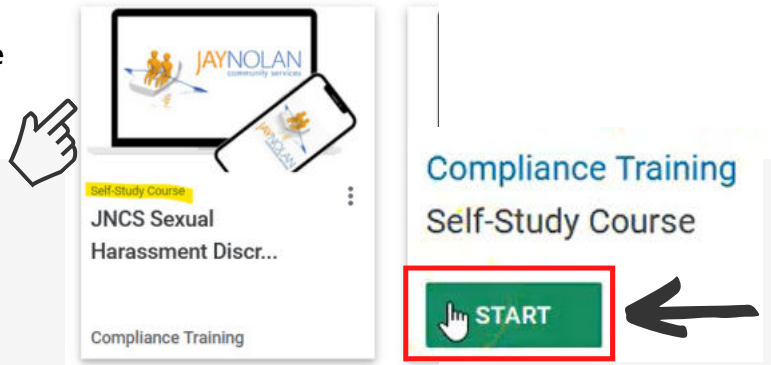 e
JAYNOLAN
community services
JAYNOLAN
Self-Study Course
JNCS Sexual
Harassment Discr...
Compliance Training
Compliance Training
Self-Study Course
START